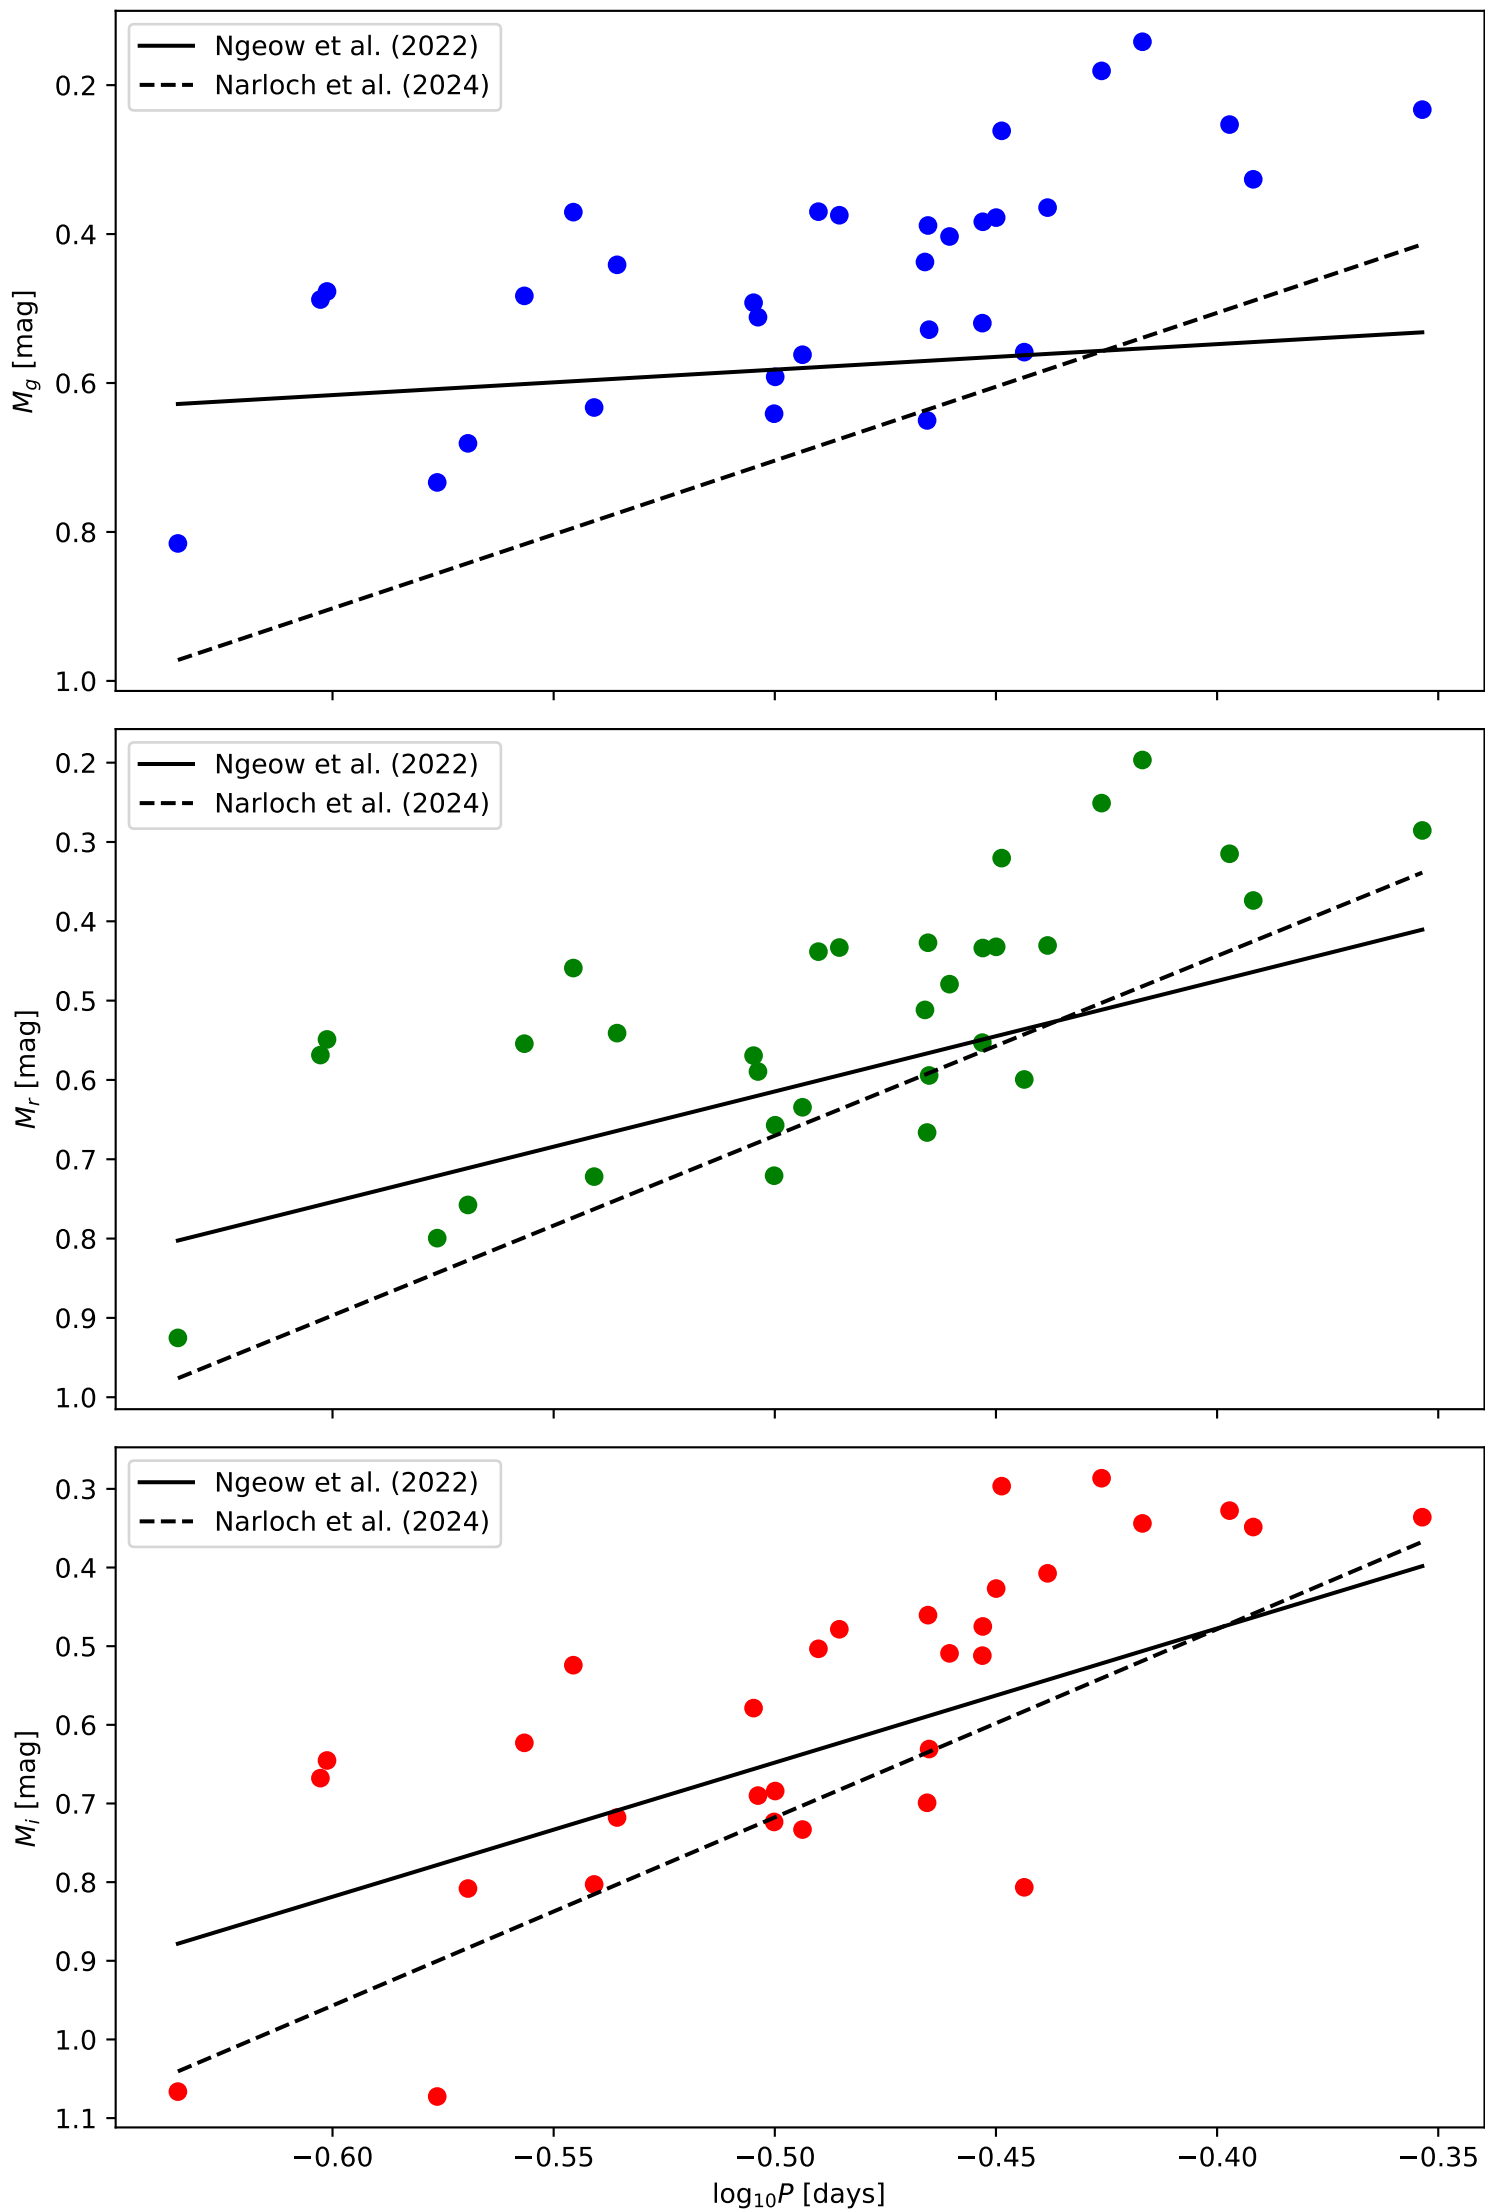 Ngeow et al. (2022)
Narloch et al. (2024)
0.2
0.4
0.6
0.8
1.0
M_g [mag]
Ngeow et al. (2022)
Narloch et al. (2024)
0.2
0.3
0.4
0.5
0.6
0.7
0.8
0.9
1.0
M_r [mag]
Ngeow et al. (2022)
Narloch et al. (2024)
0.3
0.4
0.5
0.6
0.7
0.8
0.9
1.0
1.1
M_i [mag]
−0.60 −0.55 −0.50 −0.45 −0.40 −0.35
log₁₀P [days]